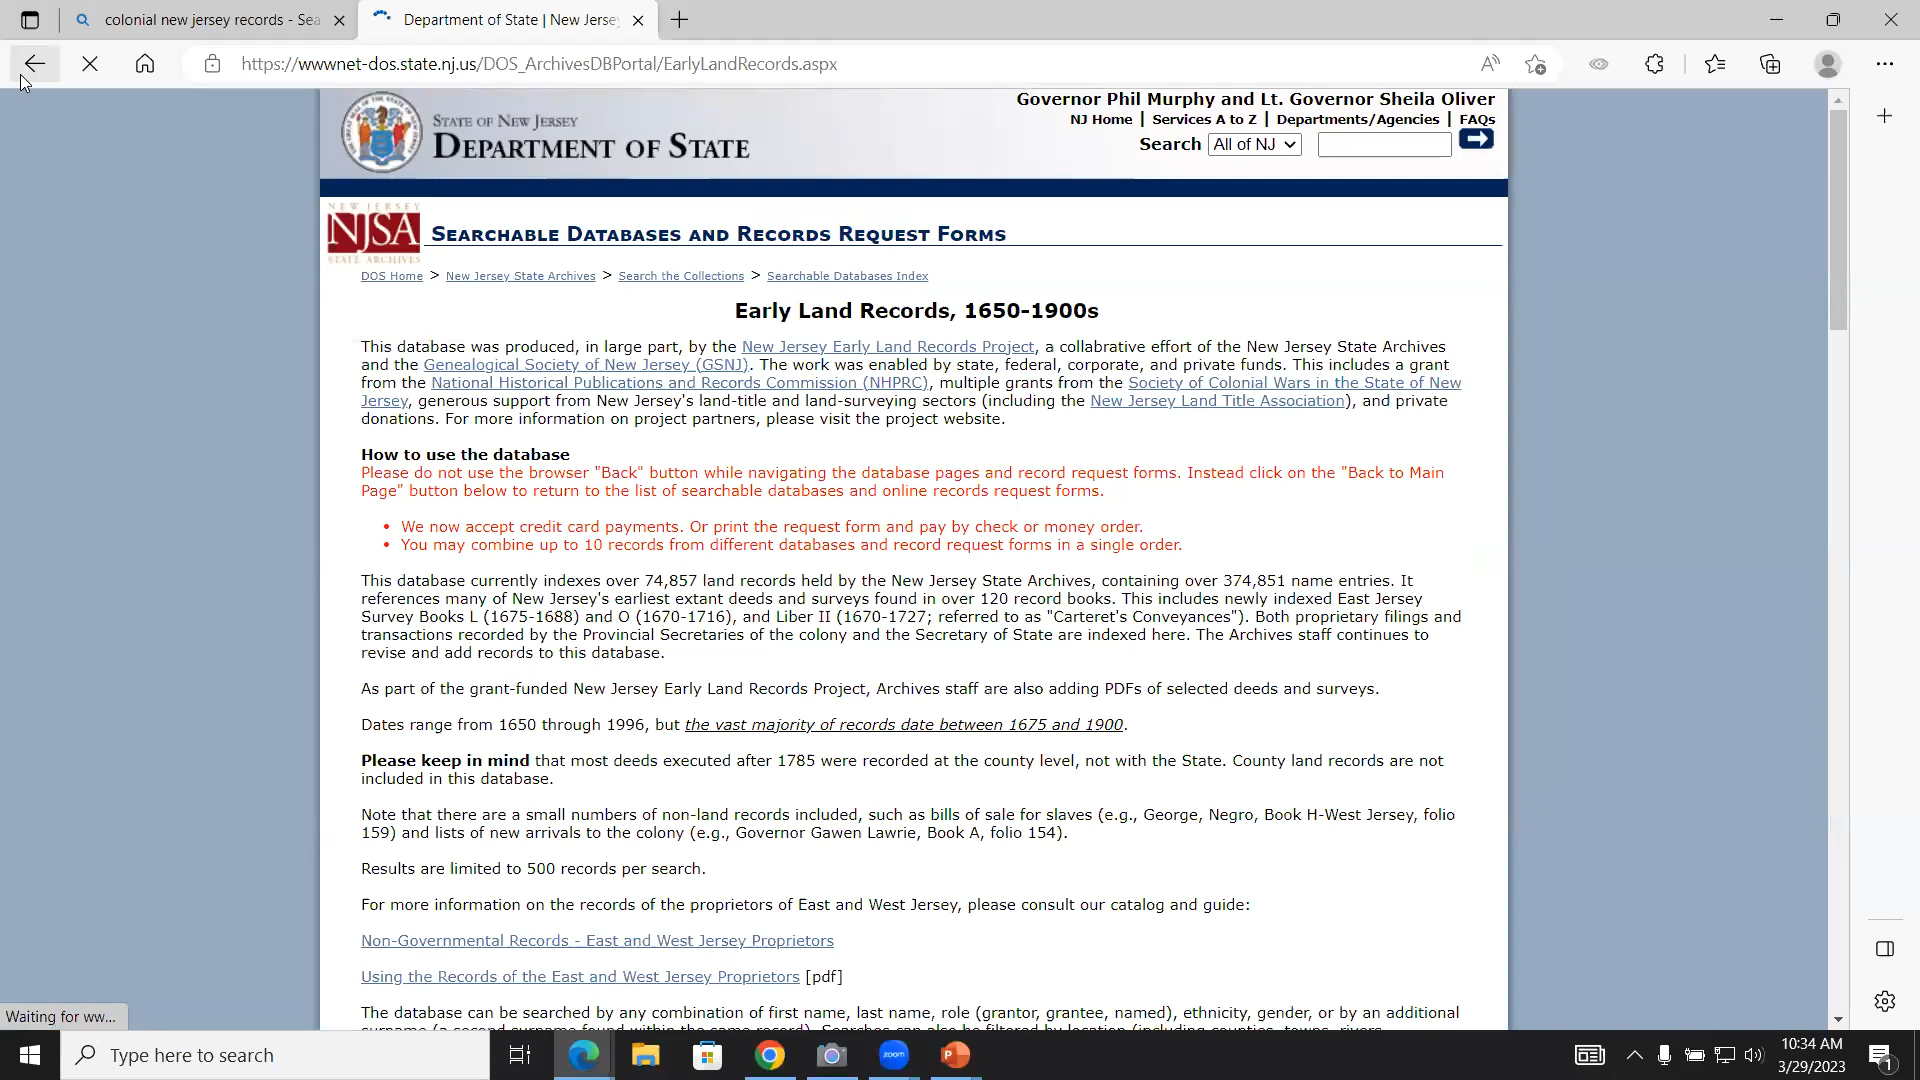 colonial new jersey records - Sea
Department of State | New Jerse
https://wwwnet-dos.state.nj.us/DOS_ArchivesDBPortal/EarlyLandRecords.aspx
Governor Phil Murphy and Lt. Governor Sheila Oliver
NJ Home | Services A to Z | Departments/Agencies | FAQs
Search All of NJ
STATE OF NEW JERSEY
DEPARTMENT OF STATE
NEW JERSEY
NJSA
STATE ARCHIVES
SEARCHABLE DATABASES AND RECORDS REQUEST FORMS
DOS Home > New Jersey State Archives > Search the Collections > Searchable Databases Index
Early Land Records, 1650-1900s
This database was produced, in large part, by the New Jersey Early Land Records Project, a collabrative effort of the New Jersey State Archives
and the Genealogical Society of New Jersey (GSNJ). The work was enabled by state, federal, corporate, and private funds. This includes a grant
from the National Historical Publications and Records Commission (NHPRC), multiple grants from the Society of Colonial Wars in the State of New
Jersey, generous support from New Jersey's land-title and land-surveying sectors (including the New Jersey Land Title Association), and private
donations. For more information on project partners, please visit the project website.
How to use the database
Please do not use the browser "Back" button while navigating the database pages and record request forms. Instead click on the "Back to Main
Page" button below to return to the list of searchable databases and online records request forms.
• We now accept credit card payments. Or print the request form and pay by check or money order.
• You may combine up to 10 records from different databases and record request forms in a single order.
This database currently indexes over 74,857 land records held by the New Jersey State Archives, containing over 374,851 name entries. It
references many of New Jersey's earliest extant deeds and surveys found in over 120 record books. This includes newly indexed East Jersey
Survey Books L (1675-1688) and O (1670-1716), and Liber II (1670-1727; referred to as "Carteret's Conveyances"). Both proprietary filings and
transactions recorded by the Provincial Secretaries of the colony and the Secretary of State are indexed here. The Archives staff continues to
revise and add records to this database.
As part of the grant-funded New Jersey Early Land Records Project, Archives staff are also adding PDFs of selected deeds and surveys.
Dates range from 1650 through 1996, but the vast majority of records date between 1675 and 1900.
Please keep in mind that most deeds executed after 1785 were recorded at the county level, not with the State. County land records are not
included in this database.
Note that there are a small numbers of non-land records included, such as bills of sale for slaves (e.g., George, Negro, Book H-West Jersey, folio
159) and lists of new arrivals to the colony (e.g., Governor Gawen Lawrie, Book A, folio 154).
Results are limited to 500 records per search.
For more information on the records of the proprietors of East and West Jersey, please consult our catalog and guide:
Non-Governmental Records - East and West Jersey Proprietors
Using the Records of the East and West Jersey Proprietors [pdf]
The database can be searched by any combination of first name, last name, role (grantor, grantee, named), ethnicity, gender, or by an additional
surname (a second surname found within the same record). Searches can also be filtered by location (including counties, towns, rivers,
Waiting for ww...
Type here to search
zoom
10:34 AM
3/29/2023
1